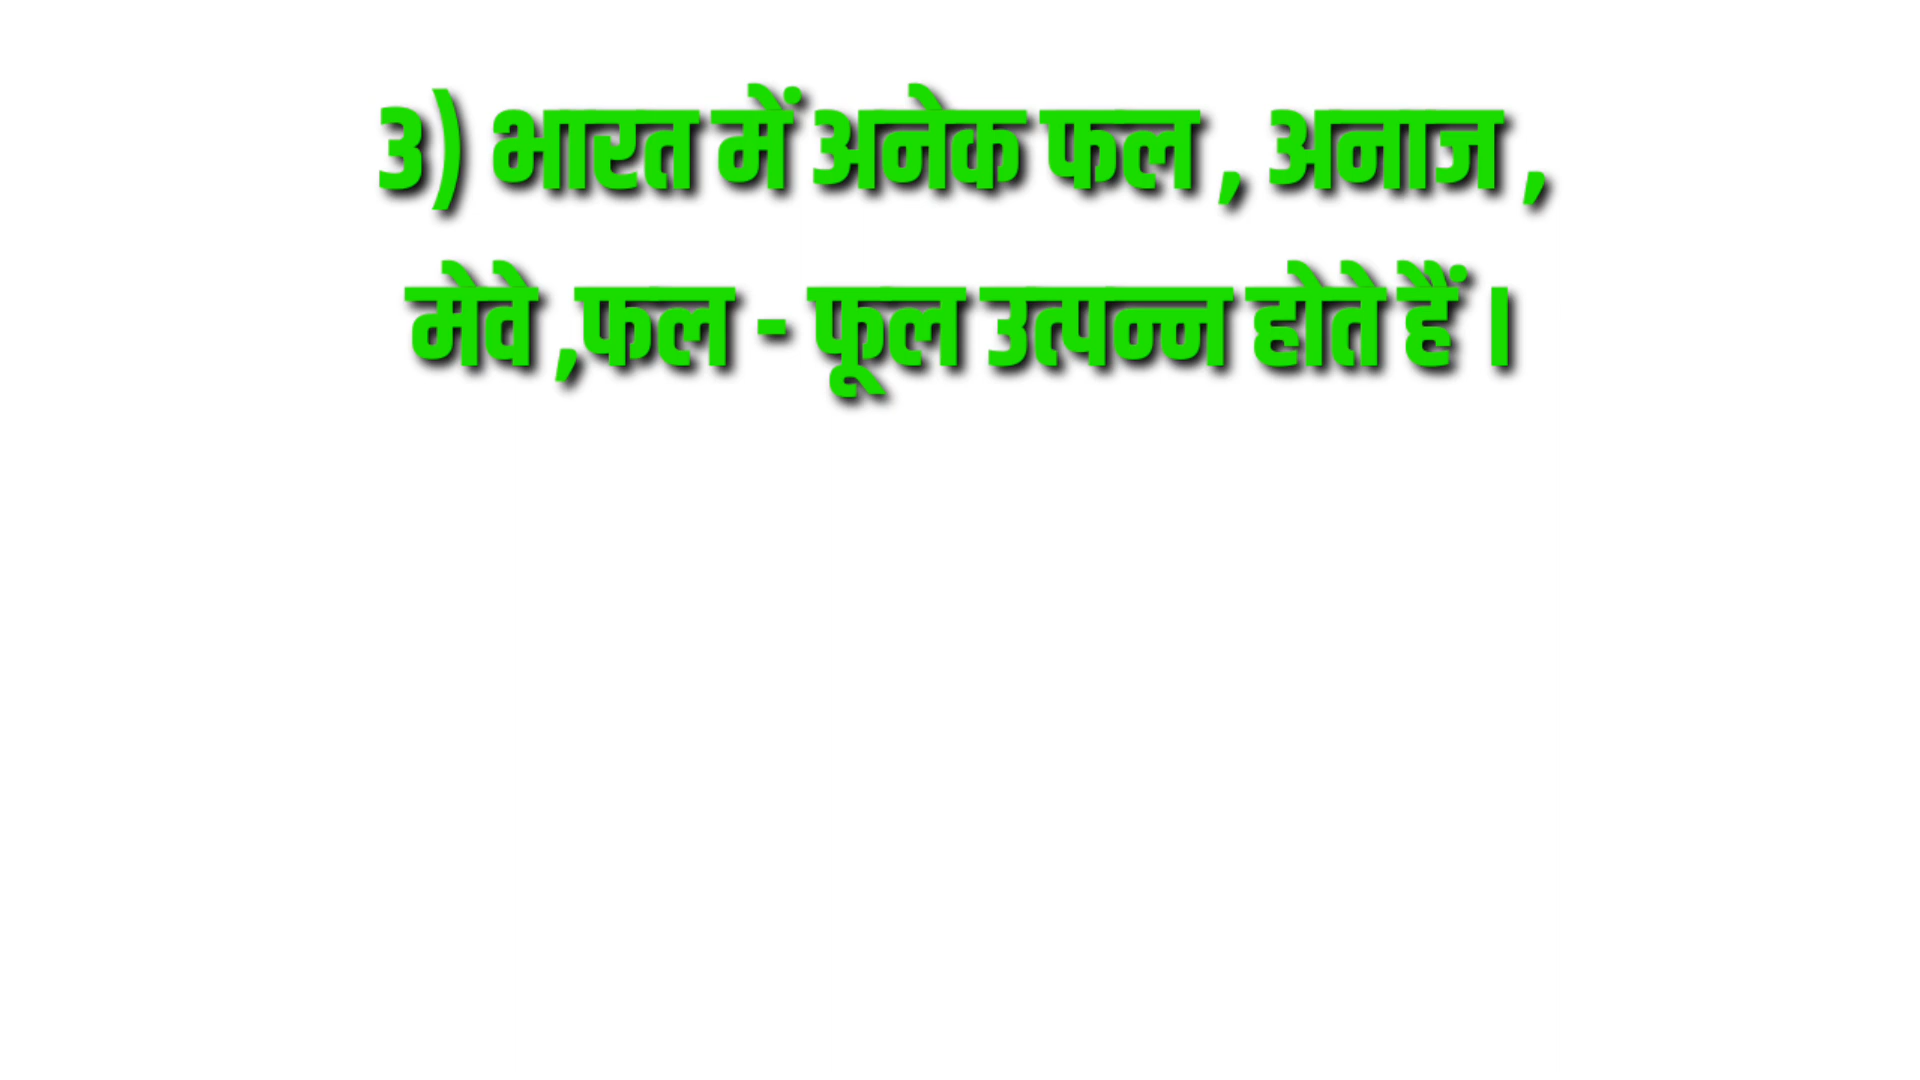 3) भारत में अनेक फल , अनाज ,
मेवे ,फल - फूल उत्पन्न होते हैं ।